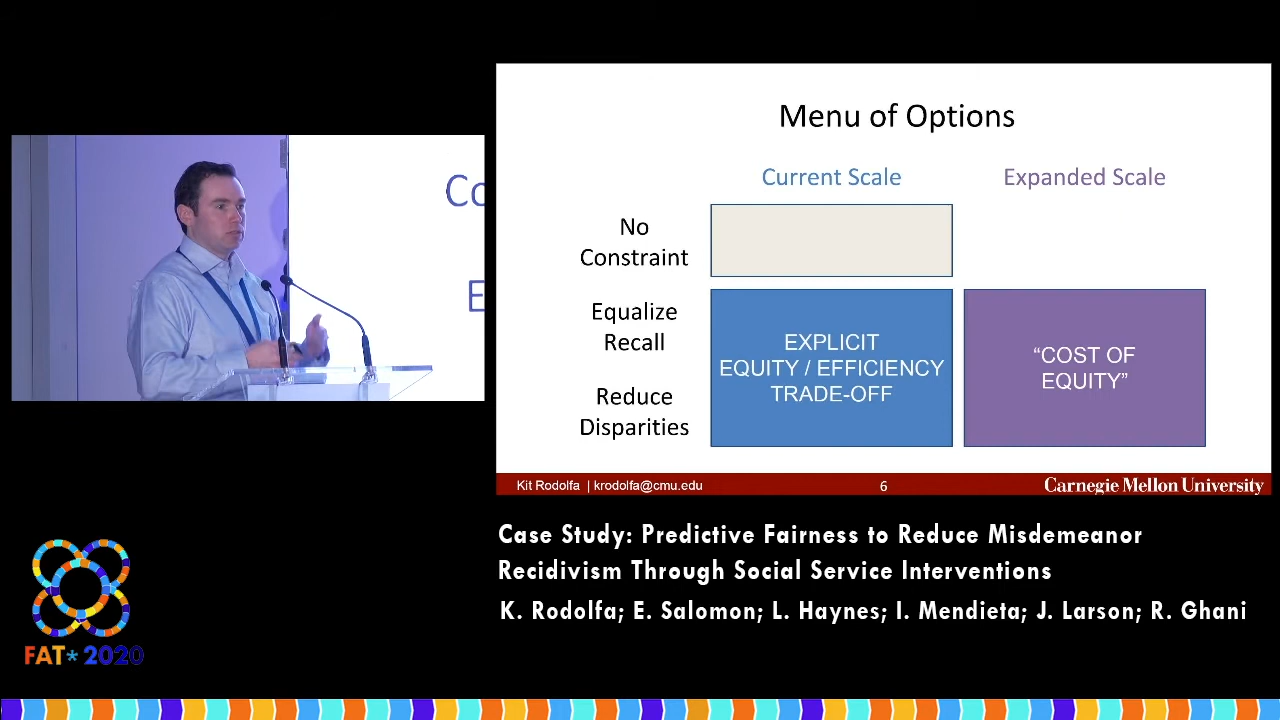 Co
E
Menu of Options
Current Scale
Expanded Scale
No
Constraint
Equalize
Recall
Reduce
Disparities
EXPLICIT
EQUITY / EFFICIENCY
TRADE-OFF
“COST OF
EQUITY”
Kit Rodolfa | krodolfa@cmu.edu
6
Carnegie Mellon University
Case Study: Predictive Fairness to Reduce Misdemeanor
Recidivism Through Social Service Interventions
K. Rodolfa; E. Salomon; L. Haynes; I. Mendieta; J. Larson; R. Ghani
FAT* 2020